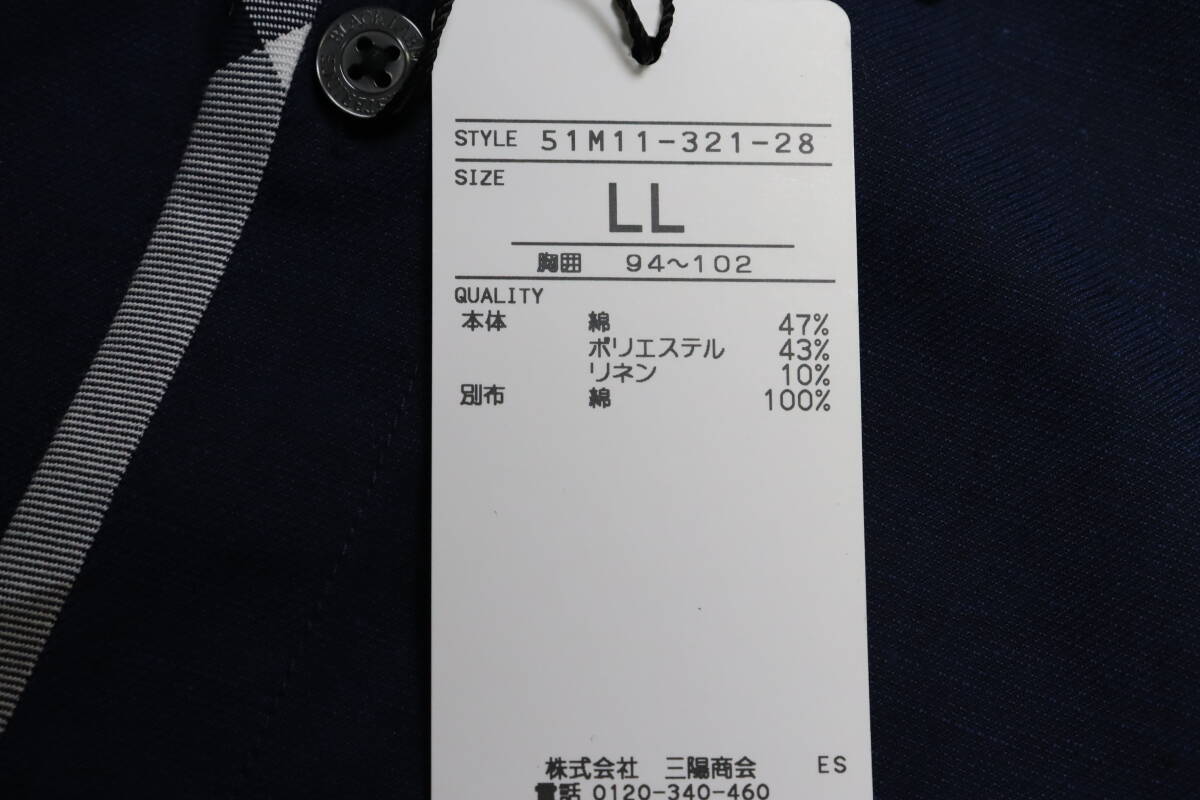 BLACK
STYLE 51M11-321-28
SIZE
LL
胸囲 94~102
QUALITY
本体 綿 47%
ポリエステル 43%
リネン 10%
別布 綿 100%
株式会社 三陽商会 ES
電話 0120-340-460